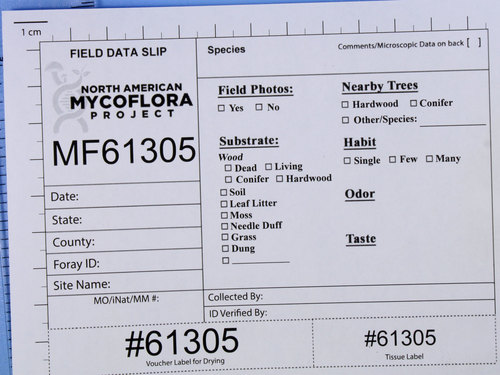 1 cm
FIELD DATA SLIP
NORTH AMERICAN
MYCOFLORA
PROJECT
MF61305
Date:
State:
County:
Foray ID:
Site Name:
MO/iNat/MM #:
Species
Comments/Microscopic Data on back [ ]
Field Photos:
☐ Yes ☐ No
Substrate:
Wood
☐ Dead ☐ Living
☐ Conifer ☐ Hardwood
☐ Soil
☐ Leaf Litter
☐ Moss
☐ Needle Duff
☐ Grass
☐ Dung
☐ ____________
Nearby Trees
☐ Hardwood ☐ Conifer
☐ Other/Species: ______________
Habit
☐ Single ☐ Few ☐ Many
Odor
Taste
Collected By:
ID Verified By:
#61305
Voucher Label for Drying
#61305
Tissue Label